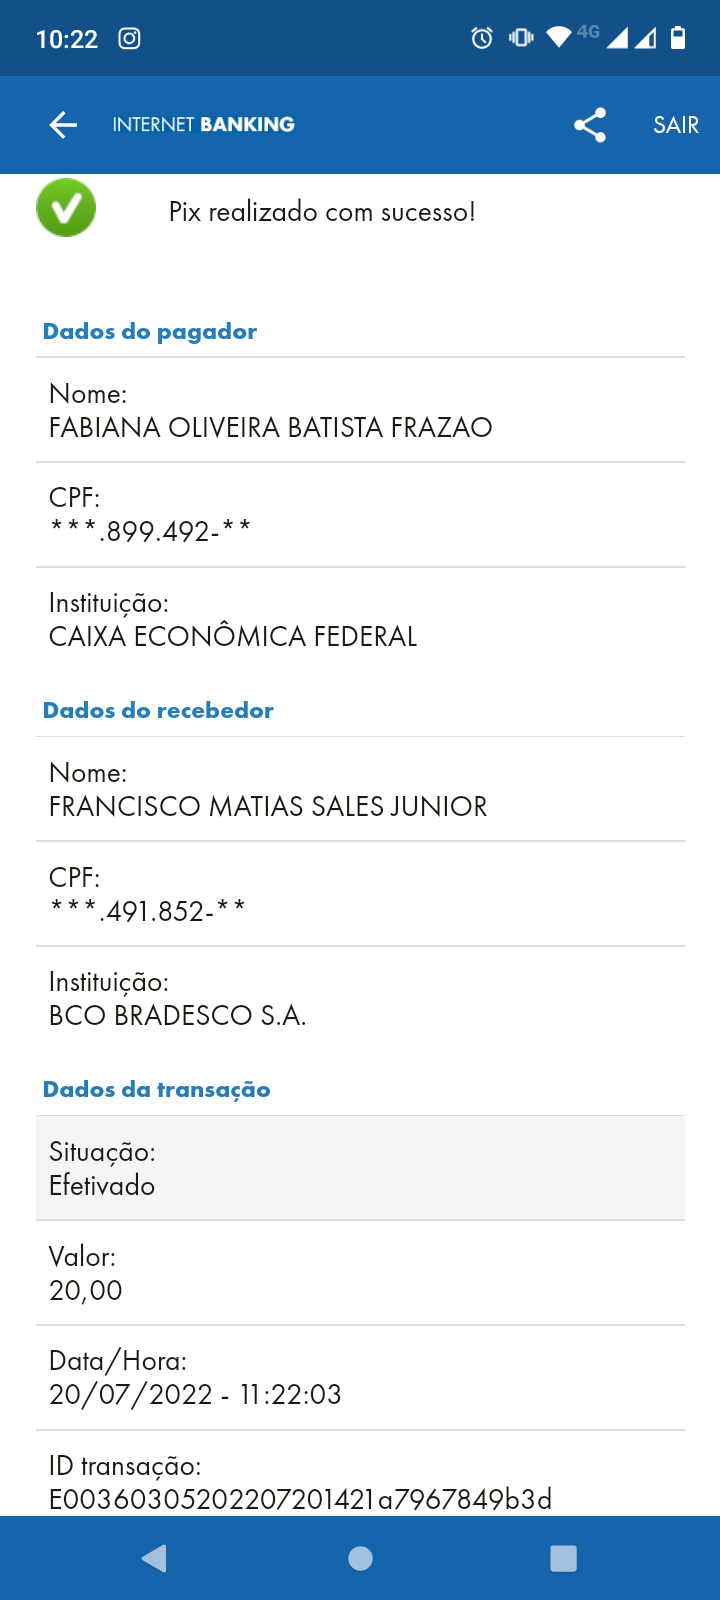 10:22
4G
INTERNET BANKING
SAIR
Pix realizado com sucesso!
Dados do pagador
Nome:
FABIANA OLIVEIRA BATISTA FRAZAO
CPF:
***.899.492-**
Instituição:
CAIXA ECONÔMICA FEDERAL
Dados do recebedor
Nome:
FRANCISCO MATIAS SALES JUNIOR
CPF:
***.491.852-**
Instituição:
BCO BRADESCO S.A.
Dados da transação
Situação:
Efetivado
Valor:
20,00
Data/Hora:
20/07/2022 - 11:22:03
ID transação:
E00360305202207201421a7967849b3d